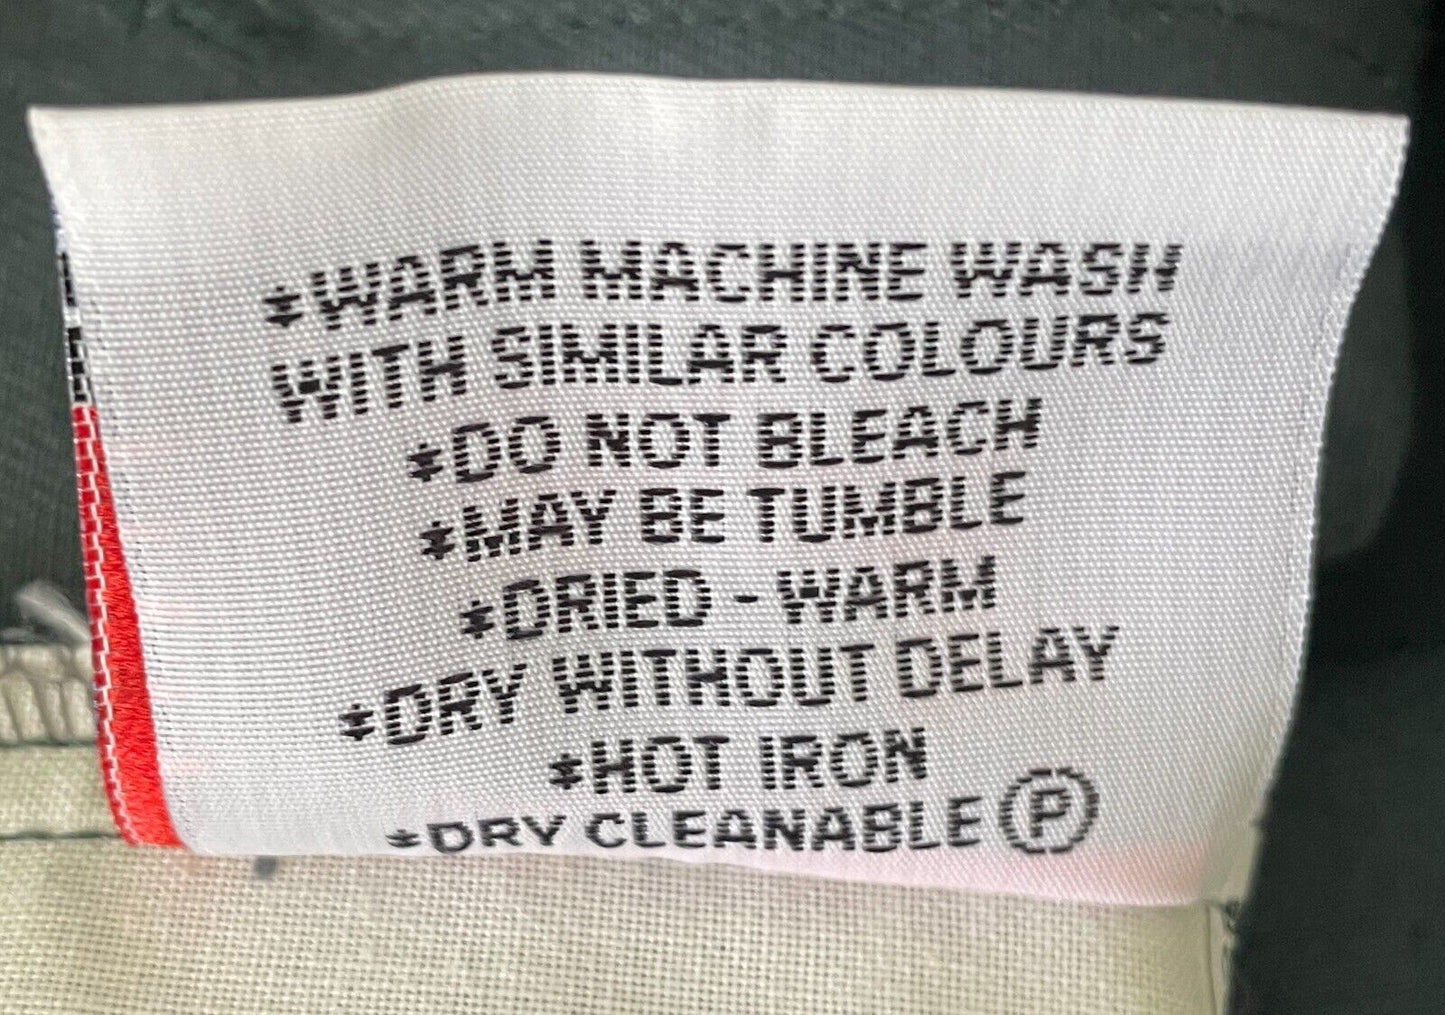 *WARM MACHINE WASH
WITH SIMILAR COLOURS
*DO NOT BLEACH
*MAY BE TUMBLE
*DRIED - WARM
*DRY WITHOUT DELAY
*HOT IRON
*DRY CLEANABLE Ⓟ